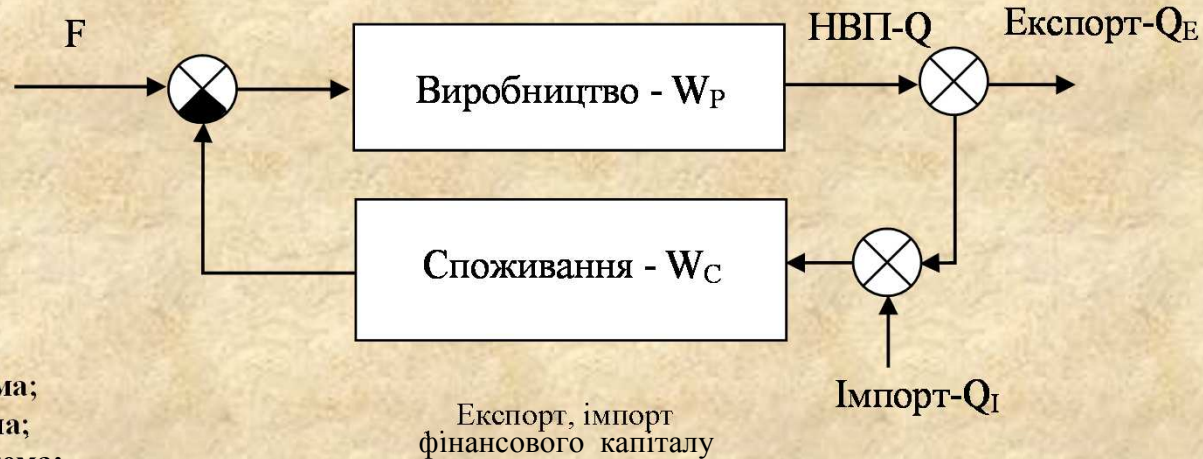 F
НВП-Q
Експорт-QE
Виробництво - WP
Споживання - WC
Імпорт-QI
Експорт, імпорт
фінансового капіталу